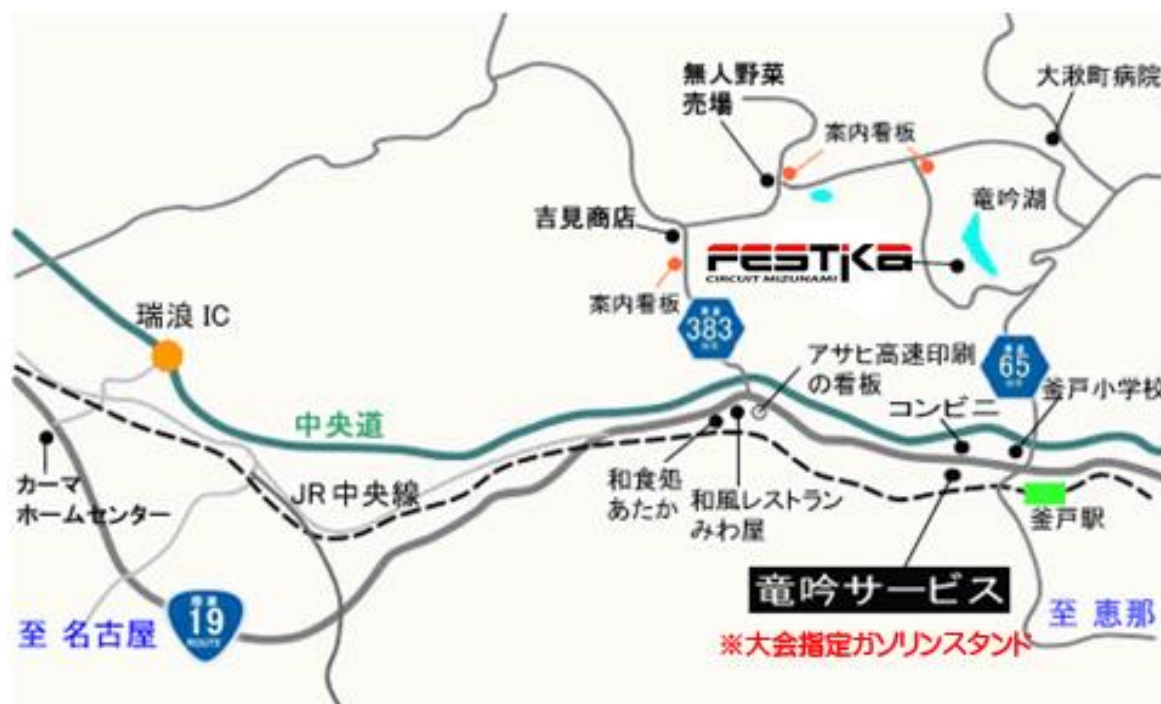 無人野菜
売場
大湫町病院
案内看板
竜吟湖
吉見商店
FESTIKA
CIRCUIT MIZUNAMI
案内看板
瑞浪 IC
383
65
アサヒ高速印刷
の看板
釜戸小学校
コンビニ
中央道
JR中央線
カーマ
ホームセンター
和食処
あたか
和風レストラン
みわ屋
釜戸駅
竜吟サービス
※大会指定ガソリンスタンド
19
ROUTE
至 名古屋
至 恵那